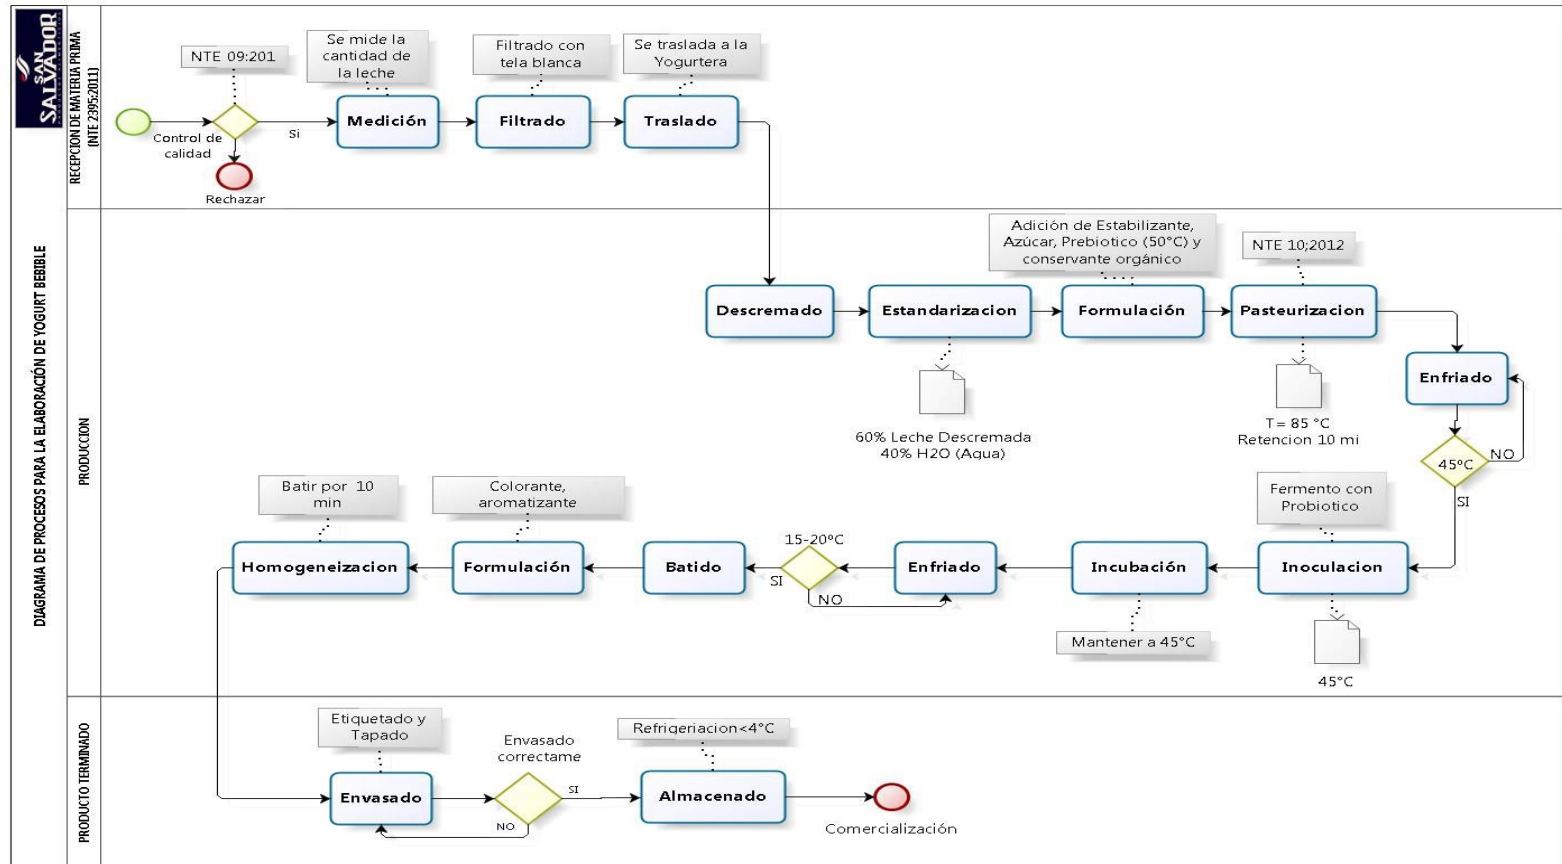 SAN
SALVADOR
DIAGRAMA DE PROCESOS PARA LA ELABORACIÓN DE YOGURT BEBIBLE
RECEPCION DE MATERIA PRIMA
(NTE 2395:2011)
NTE 09:201
Control de
calidad
Si
Rechazar
Se mide la
cantidad de
la leche
Medición
Filtrado con
tela blanca
Filtrado
Se traslada a la
Yogurtera
Traslado
PRODUCCION
Descremado
Estandarizacion
60% Leche Descremada
40% H2O (Agua)
Adición de Estabilizante,
Azúcar, Prebiotico (50°C) y
conservante orgánico
Formulación
NTE 10;2012
Pasteurizacion
T= 85 °C
Retencion 10 mi
Enfriado
45ºC
NO
SI
Fermento con
Probiotico
Inoculacion
45°C
Incubación
Mantener a 45°C
Enfriado
15-20ºC
SI
NO
Batido
Colorante,
aromatizante
Formulación
Batir por 10
min
Homogeneizacion
PRODUCTO TERMINADO
Etiquetado y
Tapado
Envasado
Envasado
correctame
SI
NO
Refrigeriacion<4°C
Almacenado
Comercialización